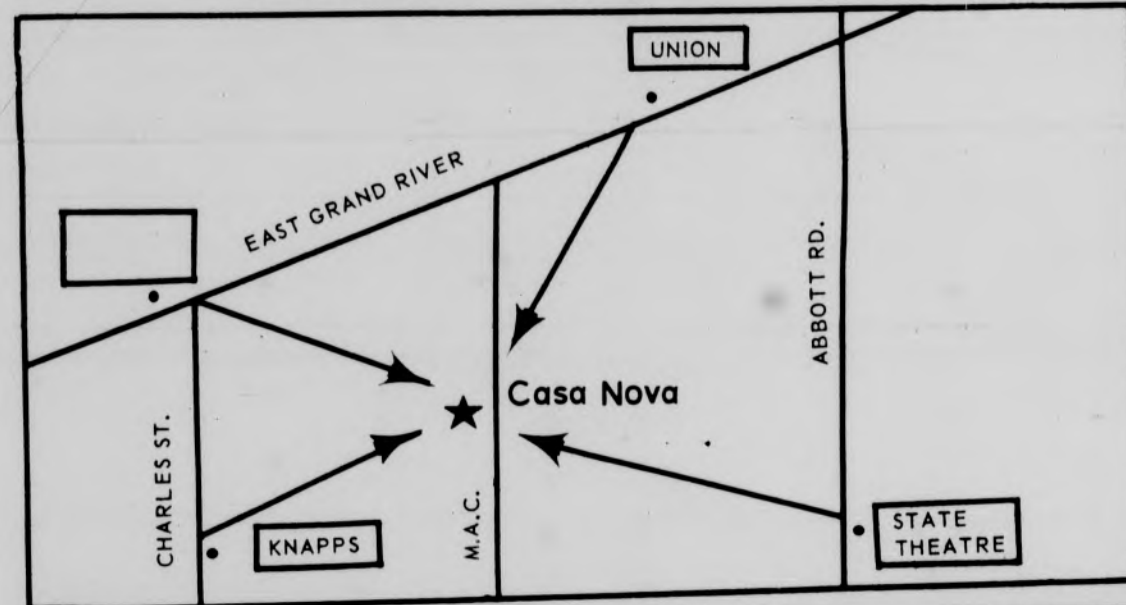 UNION
EAST GRAND RIVER
ABBOTT RD.
Casa Nova
CHARLES ST.
M.A.C.
KNAPPS
STATE
THEATRE